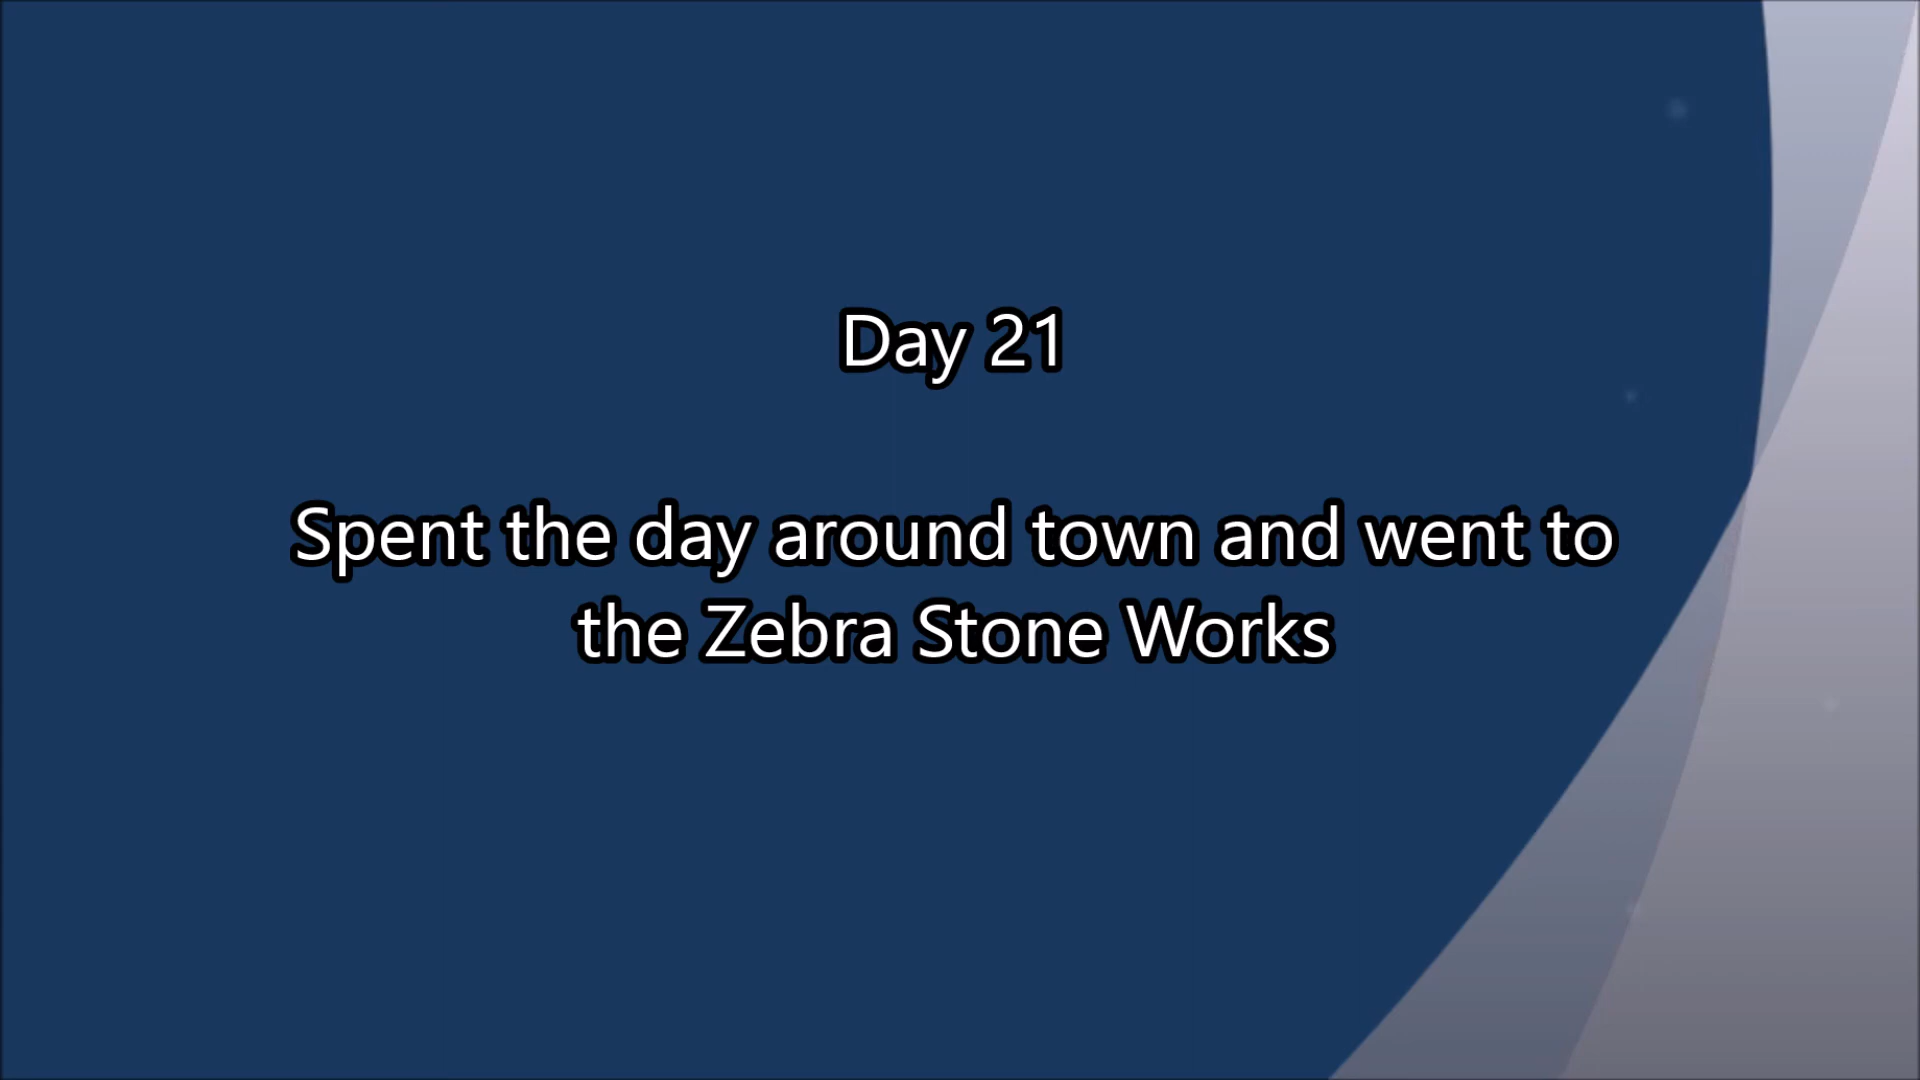 Day 21
Spent the day around town and went to
the Zebra Stone Works